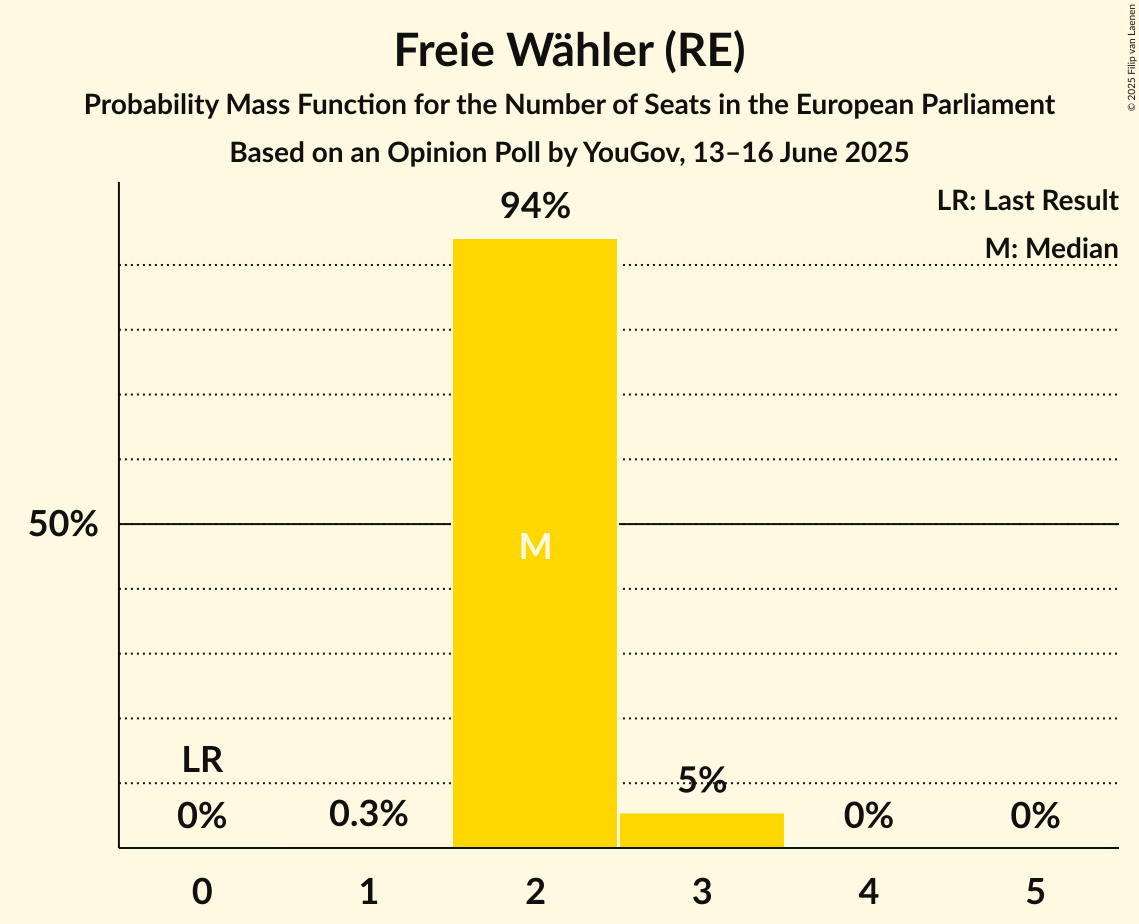 Freie Wähler (RE)
Probability Mass Function for the Number of Seats in the European Parliament
Based on an Opinion Poll by YouGov, 13–16 June 2025
© 2025 Filip van Laenen
LR: Last Result
M: Median
94%
50%
M
LR
0%
0.3%
5%
0%
0%
0
1
2
3
4
5